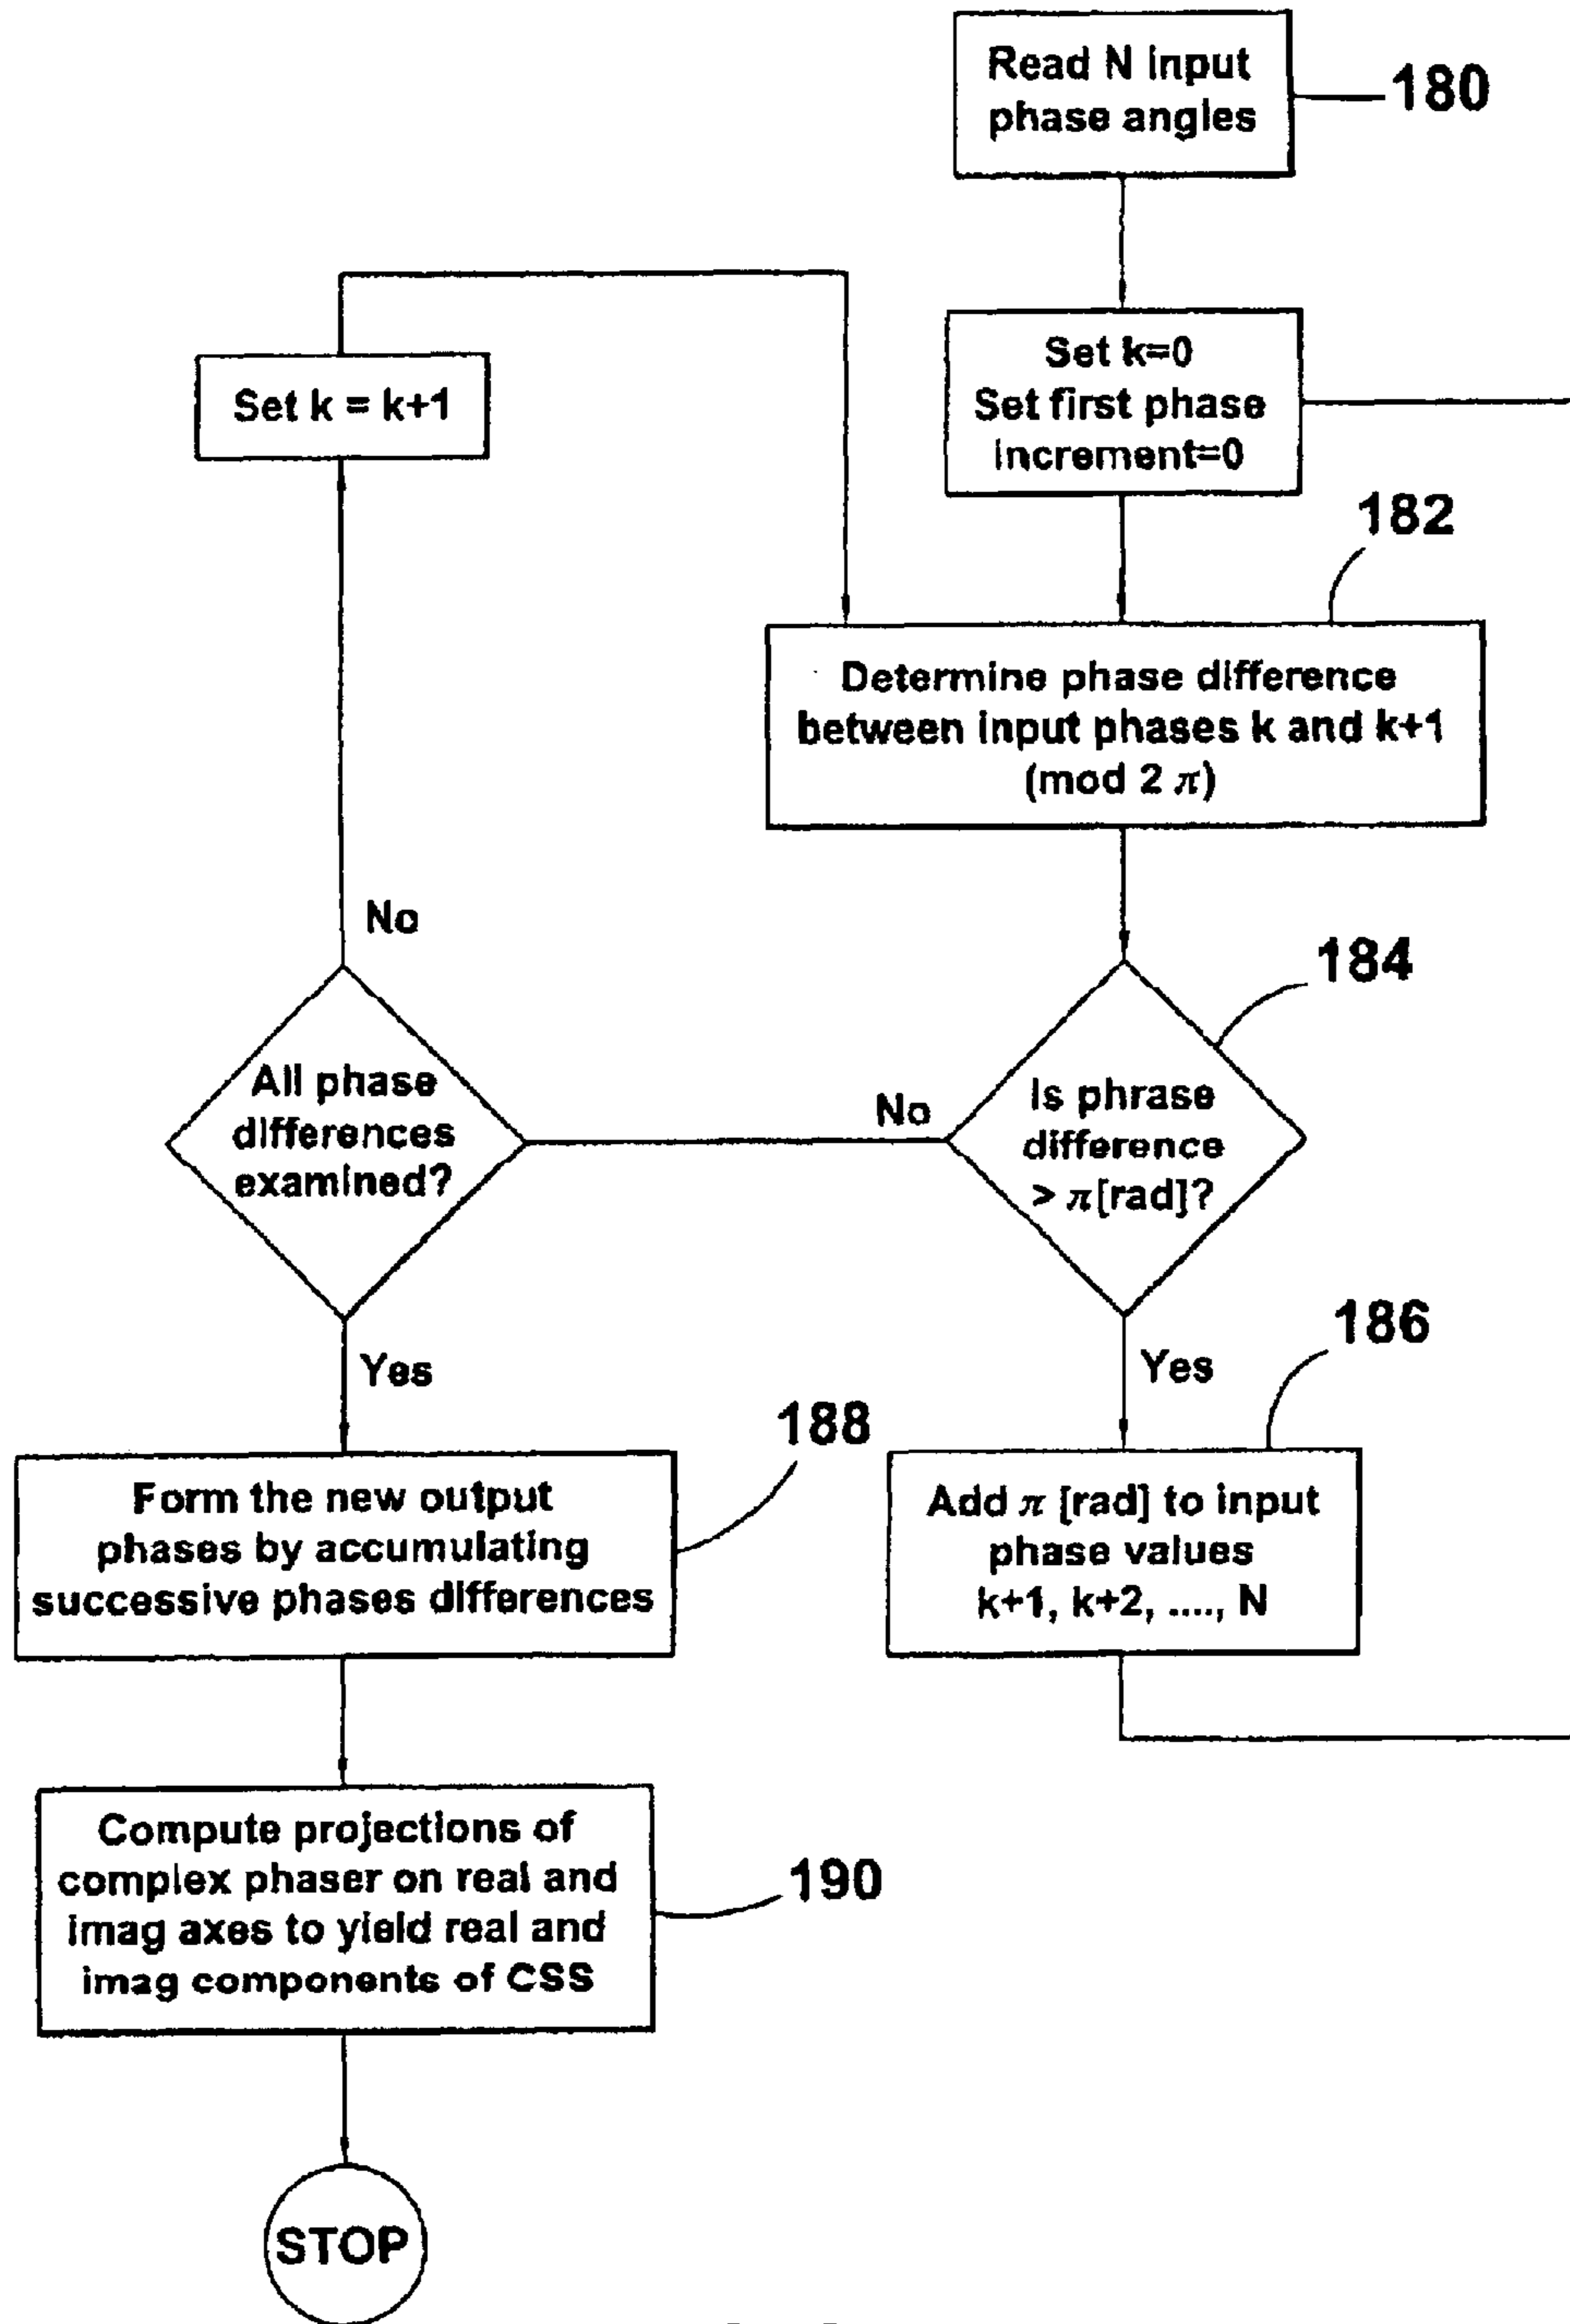 Read N input
phase angles
180
Set k=0
Set first phase
increment=0
Set k = k+1
182
Determine phase difference
between input phases k and k+1
(mod 2 π)
No
184
All phase
differences
examined?
No
Is phrase
difference
> π[rad]?
Yes
Yes
186
188
Form the new output
phases by accumulating
successive phases differences
Add π [rad] to input
phase values
k+1, k+2, ...., N
Compute projections of
complex phaser on real and
imag axes to yield real and
imag components of CSS
190
STOP